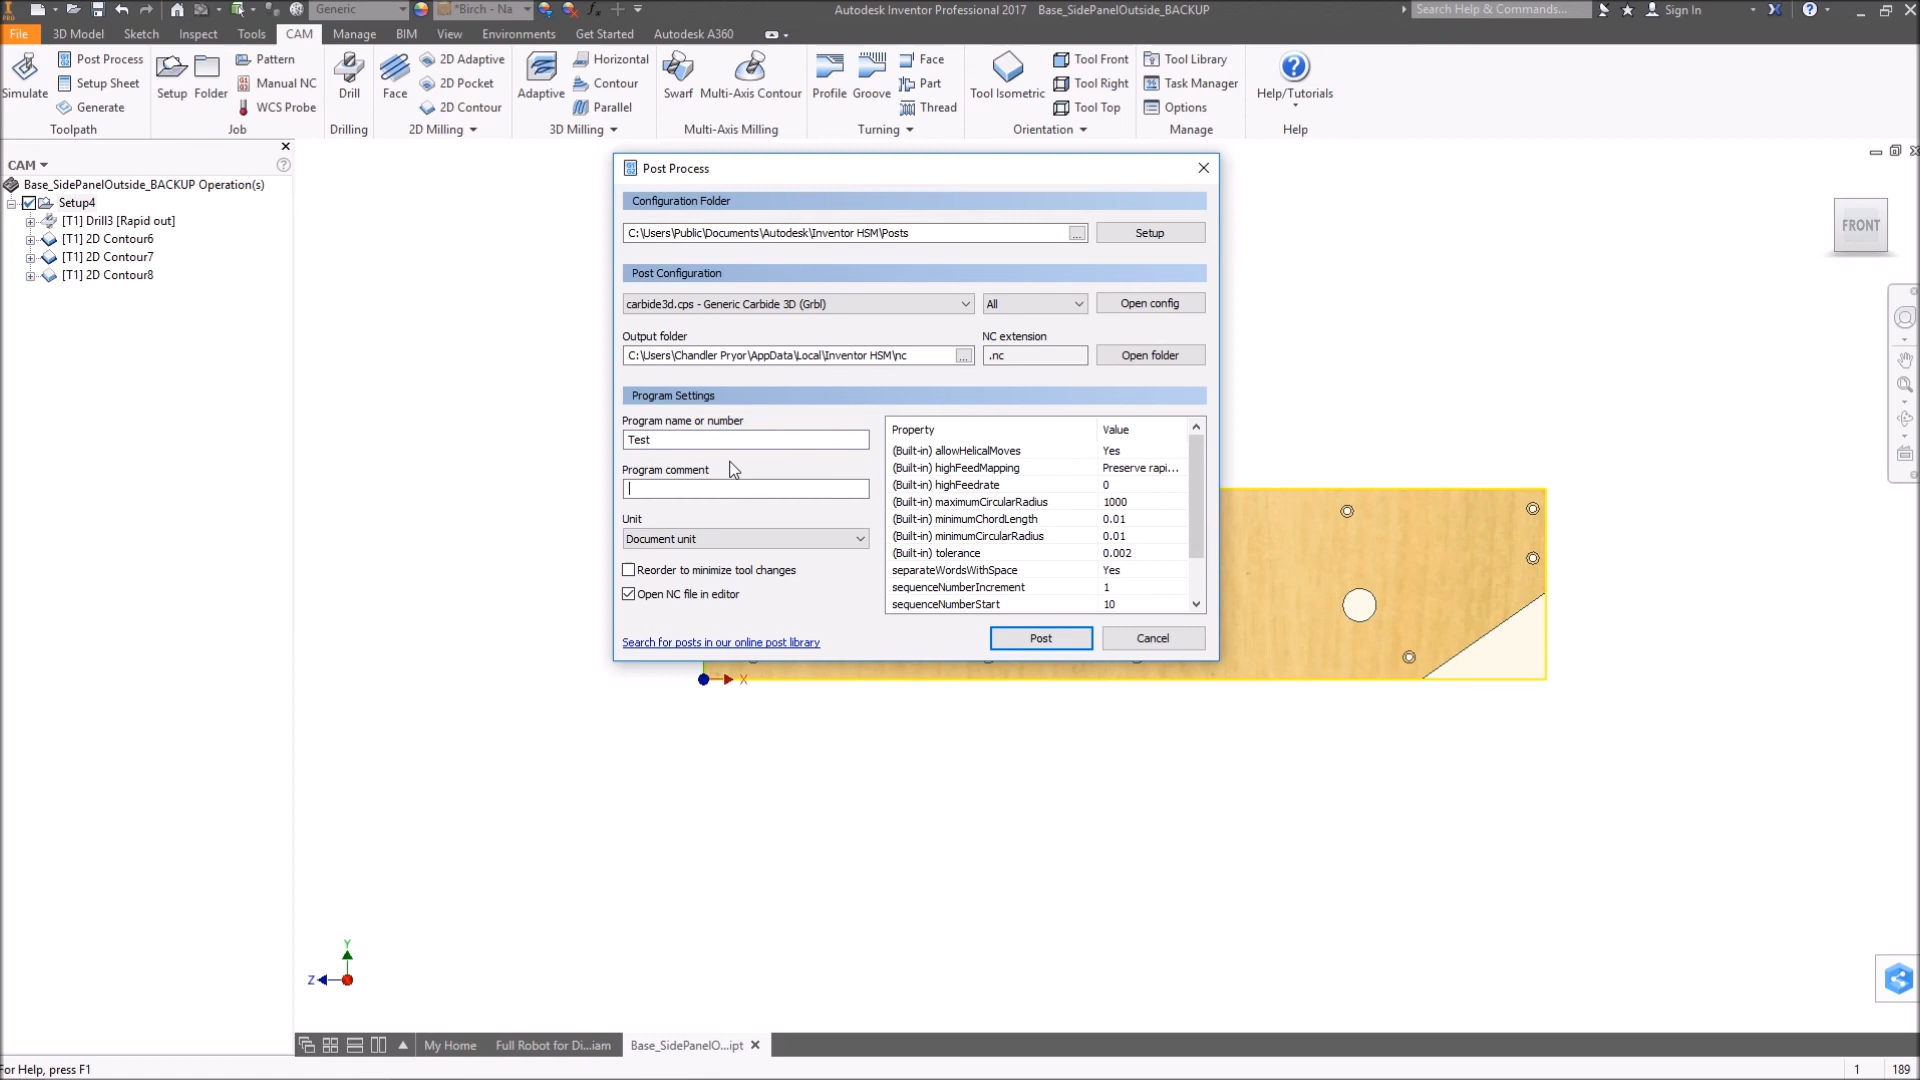 Generic
*Birch - Na
Autodesk Inventor Professional 2017 Base_SidePanelOutside_BACKUP
Search Help & Commands...
Sign In
File 3D Model Sketch Inspect Tools CAM Manage BIM View Environments Get Started Autodesk A360
Simulate
Post Process
Setup Sheet
Generate
Toolpath
Setup
Folder
Pattern
Manual NC
WCS Probe
Job
Drill
Drilling
Face
2D Adaptive
2D Pocket
2D Contour
2D Milling
Adaptive
Horizontal
Contour
Parallel
3D Milling
Swarf
Multi-Axis Contour
Multi-Axis Milling
Profile
Groove
Face
Part
Thread
Turning
Tool Isometric
Tool Front
Tool Right
Tool Top
Orientation
Tool Library
Task Manager
Options
Manage
Help/Tutorials
Help
CAM
Base_SidePanelOutside_BACKUP Operation(s)
Setup4
[T1] Drill3 [Rapid out]
[T1] 2D Contour6
[T1] 2D Contour7
[T1] 2D Contour8
Post Process
Configuration Folder
C:\Users\Public\Documents\Autodesk\Inventor HSM\Posts
...
Setup
Post Configuration
carbide3d.cps - Generic Carbide 3D (Grbl)
All
Open config
Output folder
NC extension
C:\Users\Chandler Pryor\AppData\Local\Inventor HSM\nc
...
.nc
Open folder
Program Settings
Program name or number
Test
Program comment
Unit
Document unit
Reorder to minimize tool changes
Open NC file in editor
Search for posts in our online post library
Property Value
(Built-in) allowHelicalMoves Yes
(Built-in) highFeedMapping Preserve rapi...
(Built-in) highFeedrate 0
(Built-in) maximumCircularRadius 1000
(Built-in) minimumChordLength 0.01
(Built-in) minimumCircularRadius 0.01
(Built-in) tolerance 0.002
separateWordsWithSpace Yes
sequenceNumberIncrement 1
sequenceNumberStart 10
Post
Cancel
FRONT
X
Y
Z
My Home
Full Robot for Di...iam
Base_SidePanelO...ipt
For Help, press F1
1
189